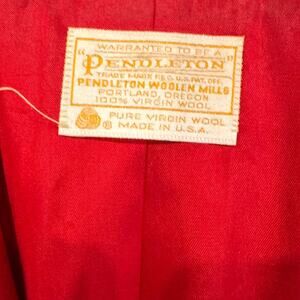 WARRANTED TO BE A
"PENDLETON"
TRADE MARK REG. U.S. PAT. OFF.
PENDLETON WOOLEN MILLS
PORTLAND, OREGON
100% VIRGIN WOOL
PURE VIRGIN WOOL
® MADE IN U.S.A.